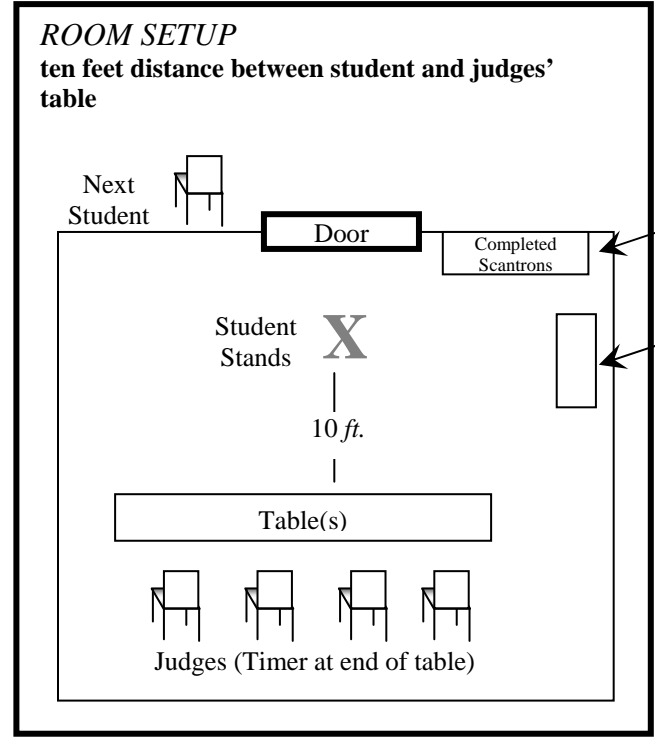 ROOM SETUP
ten feet distance between student and judges'
table
Next
Student
Door
Completed
Scantrons
Student
Stands
X
10 ft.
Table(s)
Judges (Timer at end of table)